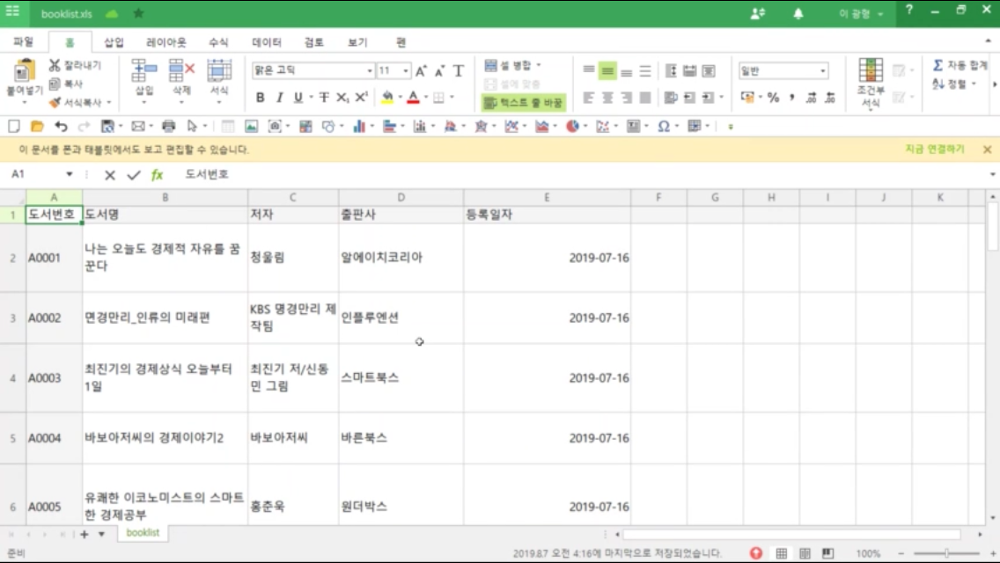 booklist.xls
이 광형
파일 홈 삽입 레이아웃 수식 데이터 검토 보기 펜
붙여넣기
잘라내기
복사
서식복사
삽입
삭제
서식
맑은 고딕
11
셀 병합
셀에 맞춤
텍스트 줄 바꿈
일반
조건부
서식
자동 합계
정렬
이 문서를 폰과 태블릿에서도 보고 편집할 수 있습니다.
지금 연결하기
A1
fx
도서번호
A B C D E F G H I J K
1 도서번호 도서명 저자 출판사 등록일자
2 A0001 나는 오늘도 경제적 자유를 꿈
꾼다 청울림 알에이치코리아 2019-07-16
3 A0002 면경만리_인류의 미래편 KBS 명경만리 제
작팀 인플루엔션 2019-07-16
4 A0003 최진기의 경제상식 오늘부터
1일 최진기 저/신동
민 그림 스마트북스 2019-07-16
5 A0004 바보아저씨의 경제이야기2 바보아저씨 바른북스 2019-07-16
6 A0005 유쾌한 이코노미스트의 스마트
한 경제공부 홍춘욱 원더박스 2019-07-16
booklist
준비
2019.8.7 오전 4:16에 마지막으로 저장되었습니다.
100%